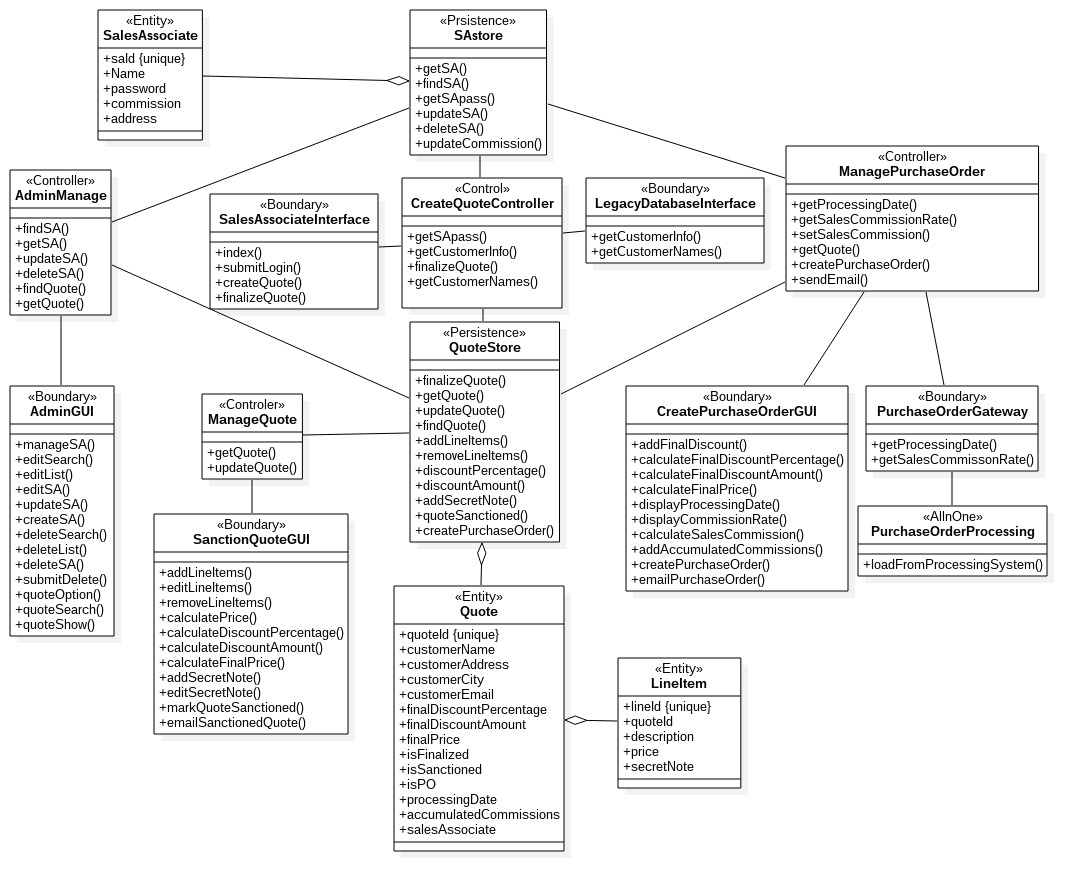 «Entity»
SalesAssociate
+saId {unique}
+Name
+password
+commission
+address
«Prsistence»
SAstore
+getSA()
+findSA()
+getSApass()
+updateSA()
+deleteSA()
+updateCommission()
«Controller»
AdminManage
+findSA()
+getSA()
+updateSA()
+deleteSA()
+findQuote()
+getQuote()
«Boundary»
SalesAssociateInterface
+index()
+submitLogin()
+createQuote()
+finalizeQuote()
«Control»
CreateQuoteController
+getSApass()
+getCustomerInfo()
+finalizeQuote()
+getCustomerNames()
«Boundary»
LegacyDatabaseInterface
+getCustomerInfo()
+getCustomerNames()
«Controller»
ManagePurchaseOrder
+getProcessingDate()
+getSalesCommissionRate()
+setSalesCommission()
+getQuote()
+createPurchaseOrder()
+sendEmail()
«Boundary»
AdminGUI
+manageSA()
+editSearch()
+editList()
+editSA()
+updateSA()
+createSA()
+deleteSearch()
+deleteList()
+deleteSA()
+submitDelete()
+quoteOption()
+quoteSearch()
+quoteShow()
«Controler»
ManageQuote
+getQuote()
+updateQuote()
«Persistence»
QuoteStore
+finalizeQuote()
+getQuote()
+updateQuote()
+findQuote()
+addLineItems()
+removeLineItems()
+discountPercentage()
+discountAmount()
+addSecretNote()
+quoteSanctioned()
+createPurchaseOrder()
«Boundary»
CreatePurchaseOrderGUI
+addFinalDiscount()
+calculateFinalDiscountPercentage()
+calculateFinalDiscountAmount()
+calculateFinalPrice()
+displayProcessingDate()
+displayCommissionRate()
+calculateSalesCommission()
+addAccumulatedCommissions()
+createPurchaseOrder()
+emailPurchaseOrder()
«Boundary»
PurchaseOrderGateway
+getProcessingDate()
+getSalesCommissonRate()
«AllnOne»
PurchaseOrderProcessing
+loadFromProcessingSystem()
«Boundary»
SanctionQuoteGUI
+addLineItems()
+editLineItems()
+removeLineItems()
+calculatePrice()
+calculateDiscountPercentage()
+calculateDiscountAmount()
+calculateFinalPrice()
+addSecretNote()
+editSecretNote()
+markQuoteSanctioned()
+emailSanctionedQuote()
«Entity»
Quote
+quoteId {unique}
+customerName
+customerAddress
+customerCity
+customerEmail
+finalDiscountPercentage
+finalDiscountAmount
+finalPrice
+isFinalized
+isSanctioned
+isPO
+processingDate
+accumulatedCommissions
+salesAssociate
«Entity»
LineItem
+lineId {unique}
+quoteId
+description
+price
+secretNote